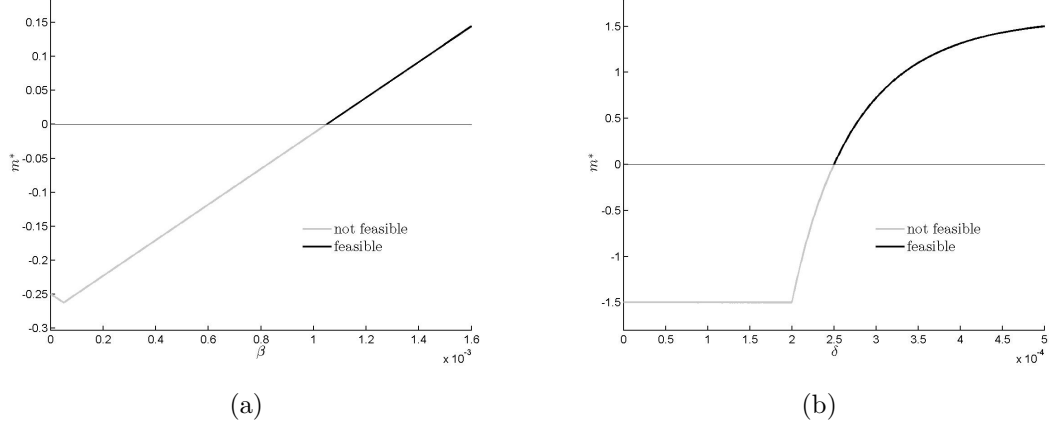 0.15
0.1
0.05
0
-0.05
-0.1
-0.15
-0.2
-0.25
-0.3
m*
not feasible
feasible
0 0.2 0.4 0.6 0.8 1 1.2 1.4 1.6
β
x 10⁻³
(a)
1.5
1
0.5
0
-0.5
-1
-1.5
m*
not feasible
feasible
0 0.5 1 1.5 2 2.5 3 3.5 4 4.5 5
δ
x 10⁻⁴
(b)